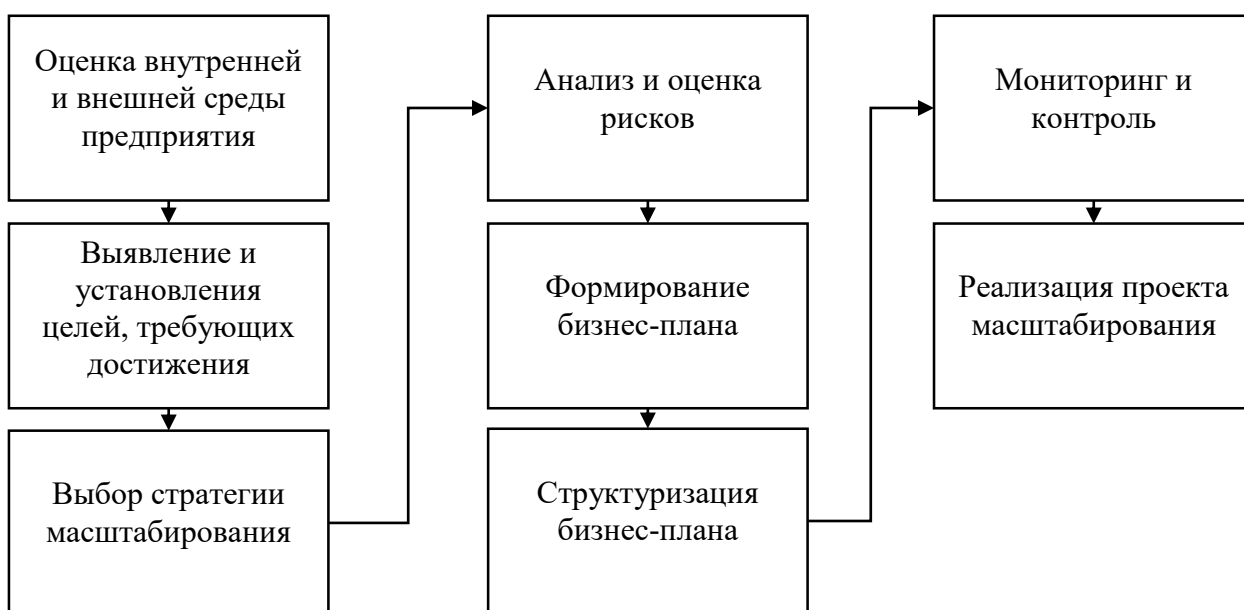 Оценка внутренней
и внешней среды
предприятия
Выявление и
установления
целей, требующих
достижения
Выбор стратегии
масштабирования
Анализ и оценка
рисков
Формирование
бизнес-плана
Структуризация
бизнес-плана
Мониторинг и
контроль
Реализация проекта
масштабирования